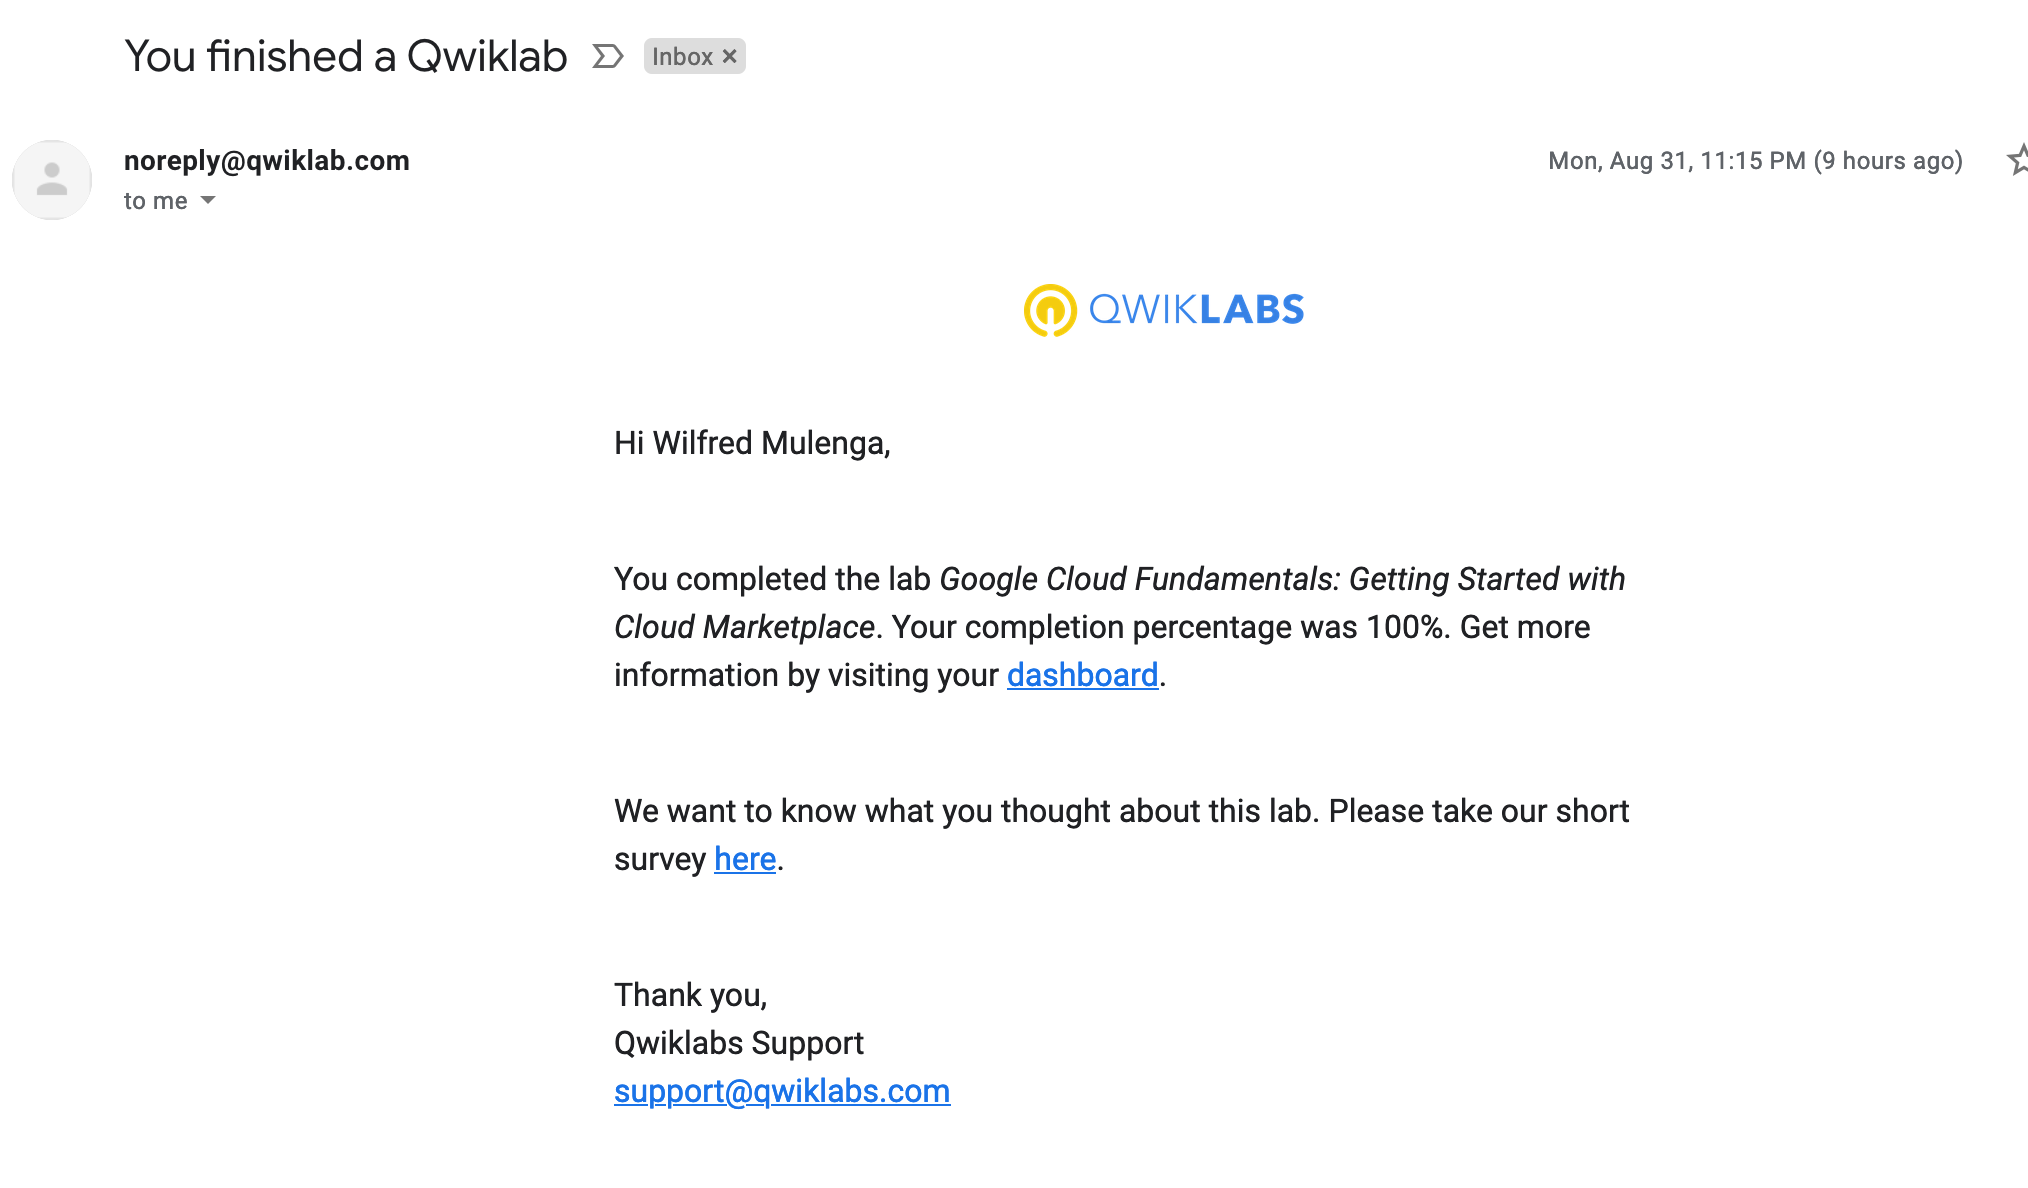 You finished a Qwiklab Inbox ×
noreply@qwiklab.com
Mon, Aug 31, 11:15 PM (9 hours ago)
to me
QWIKLABS
Hi Wilfred Mulenga,
You completed the lab Google Cloud Fundamentals: Getting Started with
Cloud Marketplace. Your completion percentage was 100%. Get more
information by visiting your dashboard.
We want to know what you thought about this lab. Please take our short
survey here.
Thank you,
Qwiklabs Support
support@qwiklabs.com